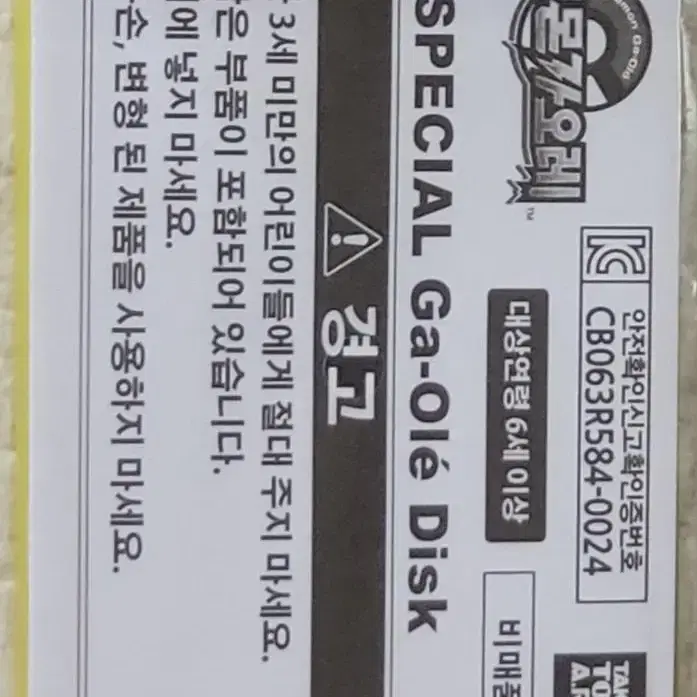 몬가오레
안전확인신고확인증번호
CB063R584-0024
대상연령 6세 이상
SPECIAL Ga-Olé Disk
경고
3세 미만의 어린이들에게 절대 주지 마세요.
은 부품이 포함되어 있습니다.
에 넣지 마세요.
손, 변형 된 제품을 사용하지 마세요.